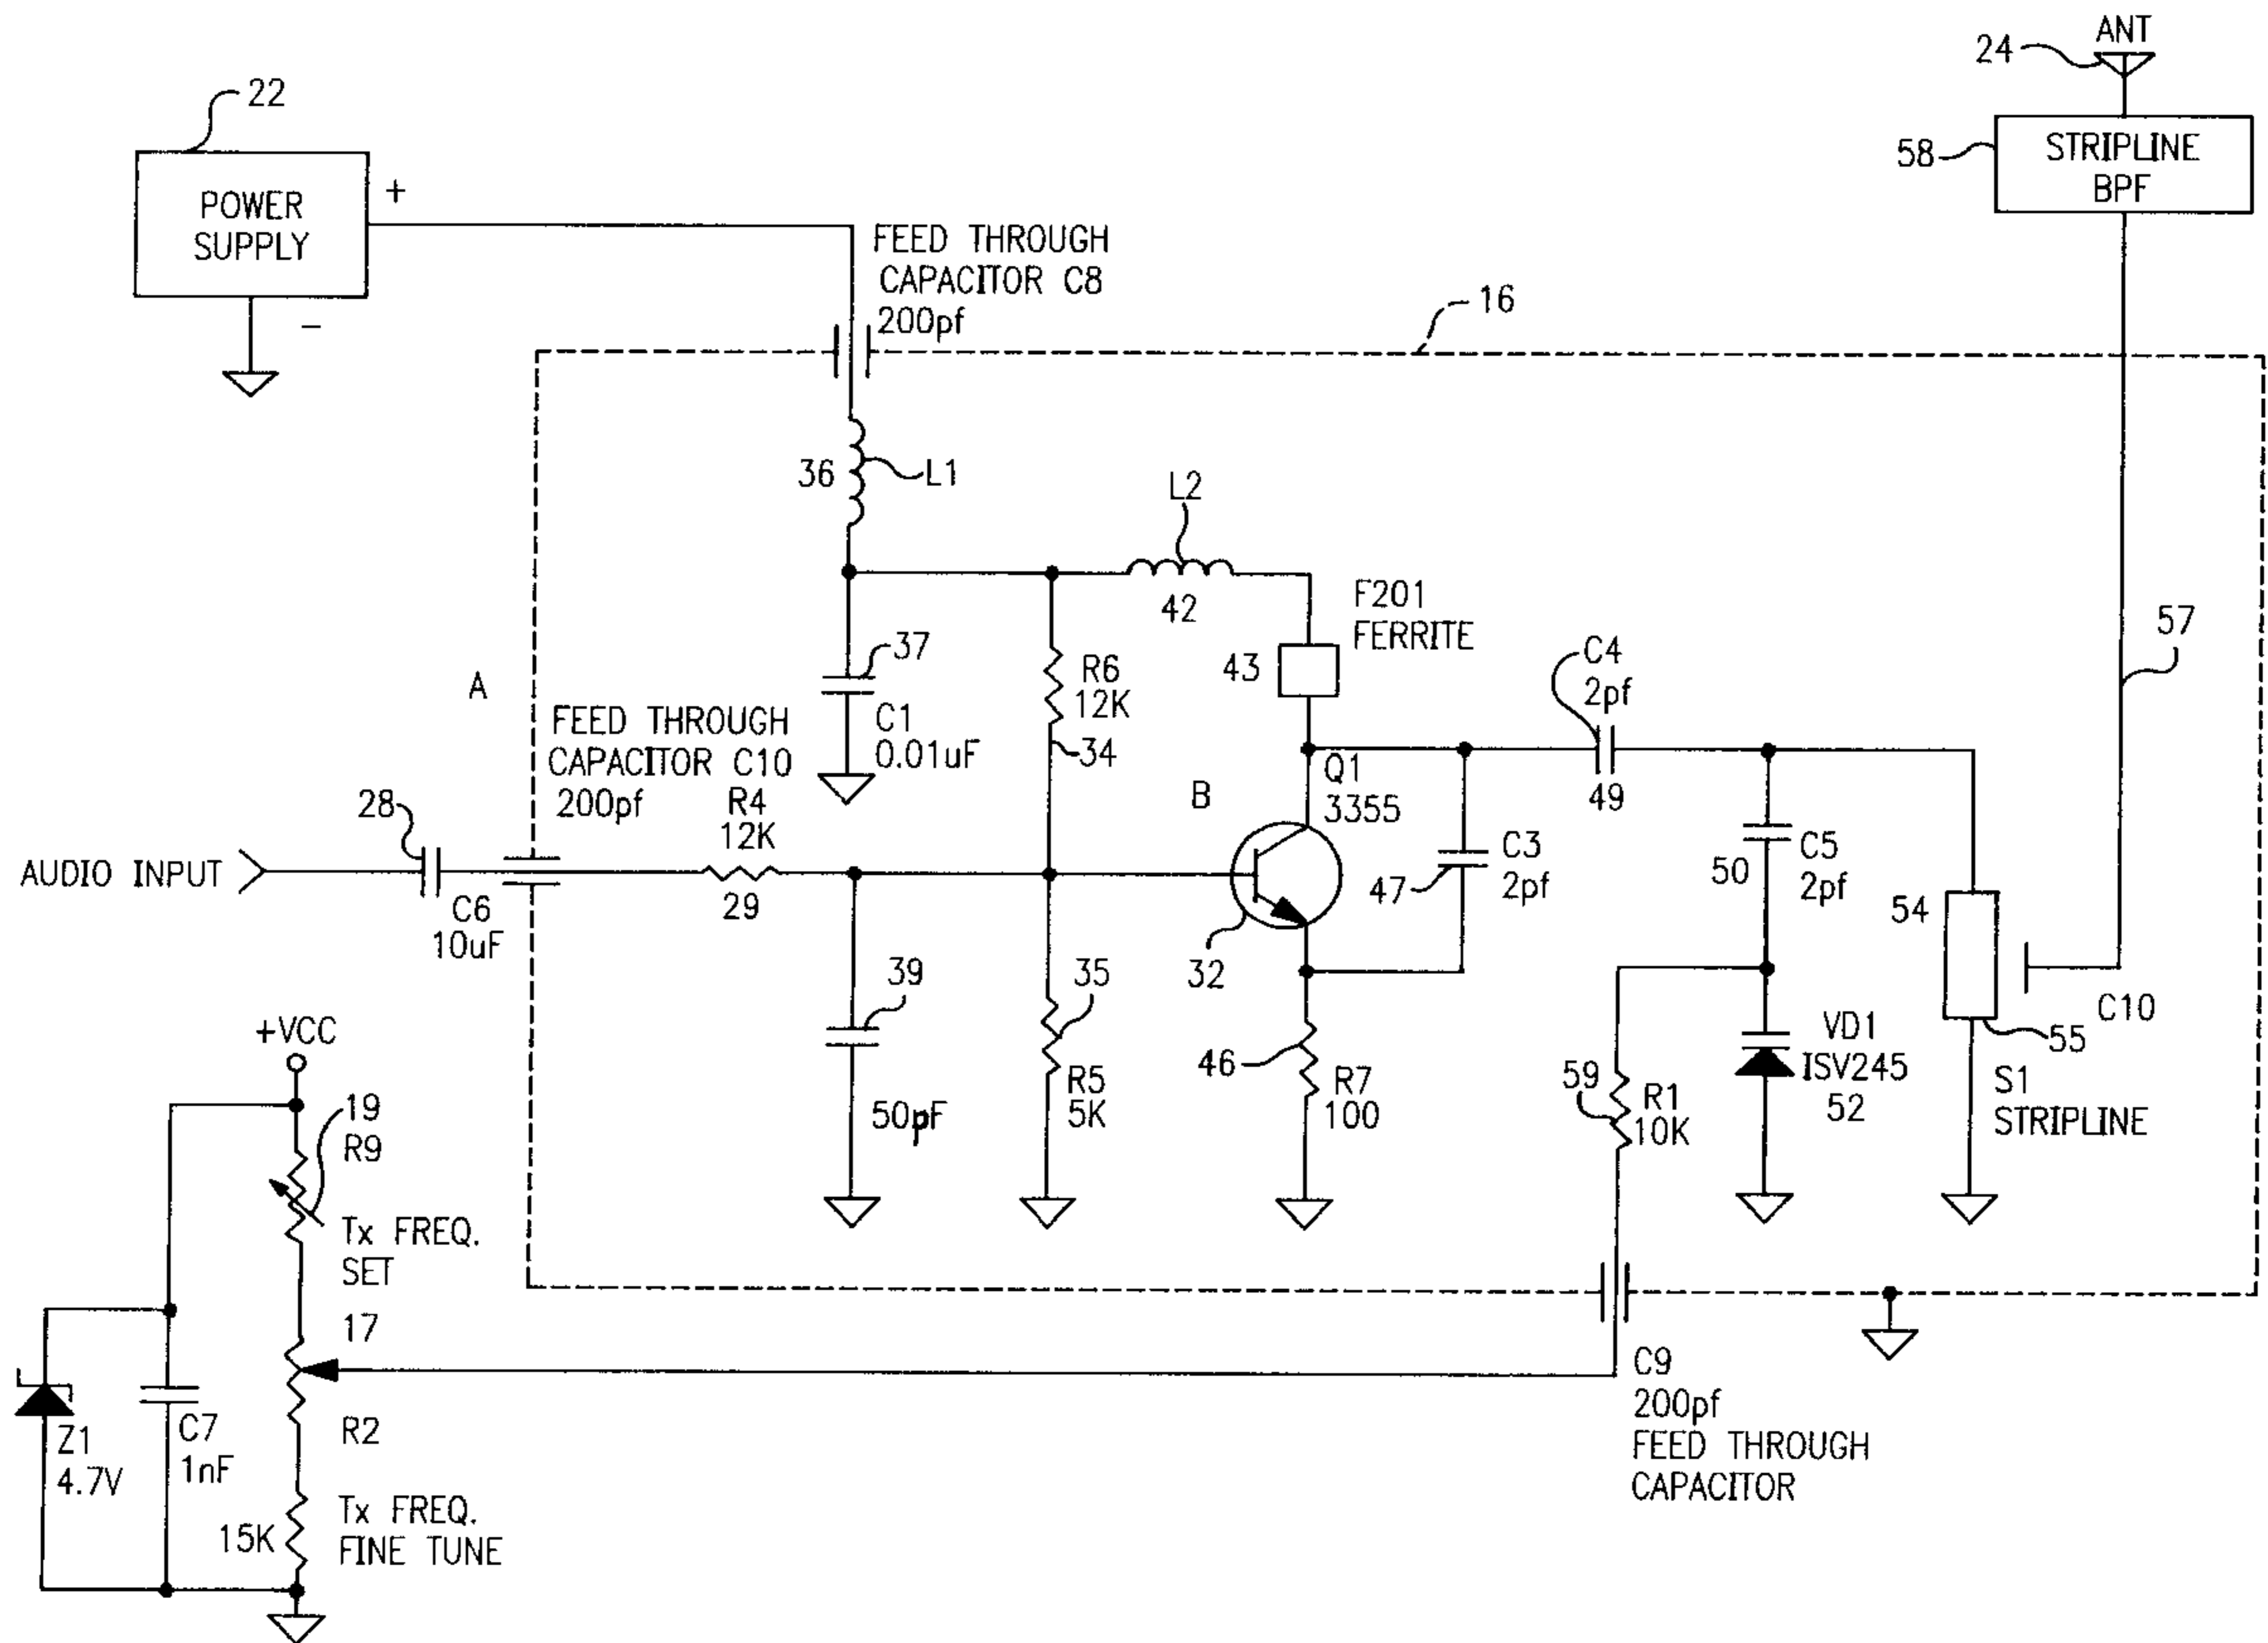 ANT
24
22
58
STRIPLINE
BPF
POWER
SUPPLY
+
−
FEED THROUGH
CAPACITOR C8
200pf
16
36
L1
L2
42
F201
FERRITE
43
57
A
37
C1
0.01uF
R6
12K
34
C4
2pf
49
FEED THROUGH
CAPACITOR C10
200pf
R4
12K
29
B
Q1
3355
28
AUDIO INPUT
C6
10uF
C3
2pf
47
50
C5
2pf
54
32
39
50pF
35
R5
5K
46
R7
100
59
R1
10K
VD1
ISV245
52
C10
55
S1
STRIPLINE
+VCC
19
R9
Tx FREQ.
SET
17
R2
Z1
4.7V
C7
1nF
15K
Tx FREQ.
FINE TUNE
C9
200pf
FEED THROUGH
CAPACITOR